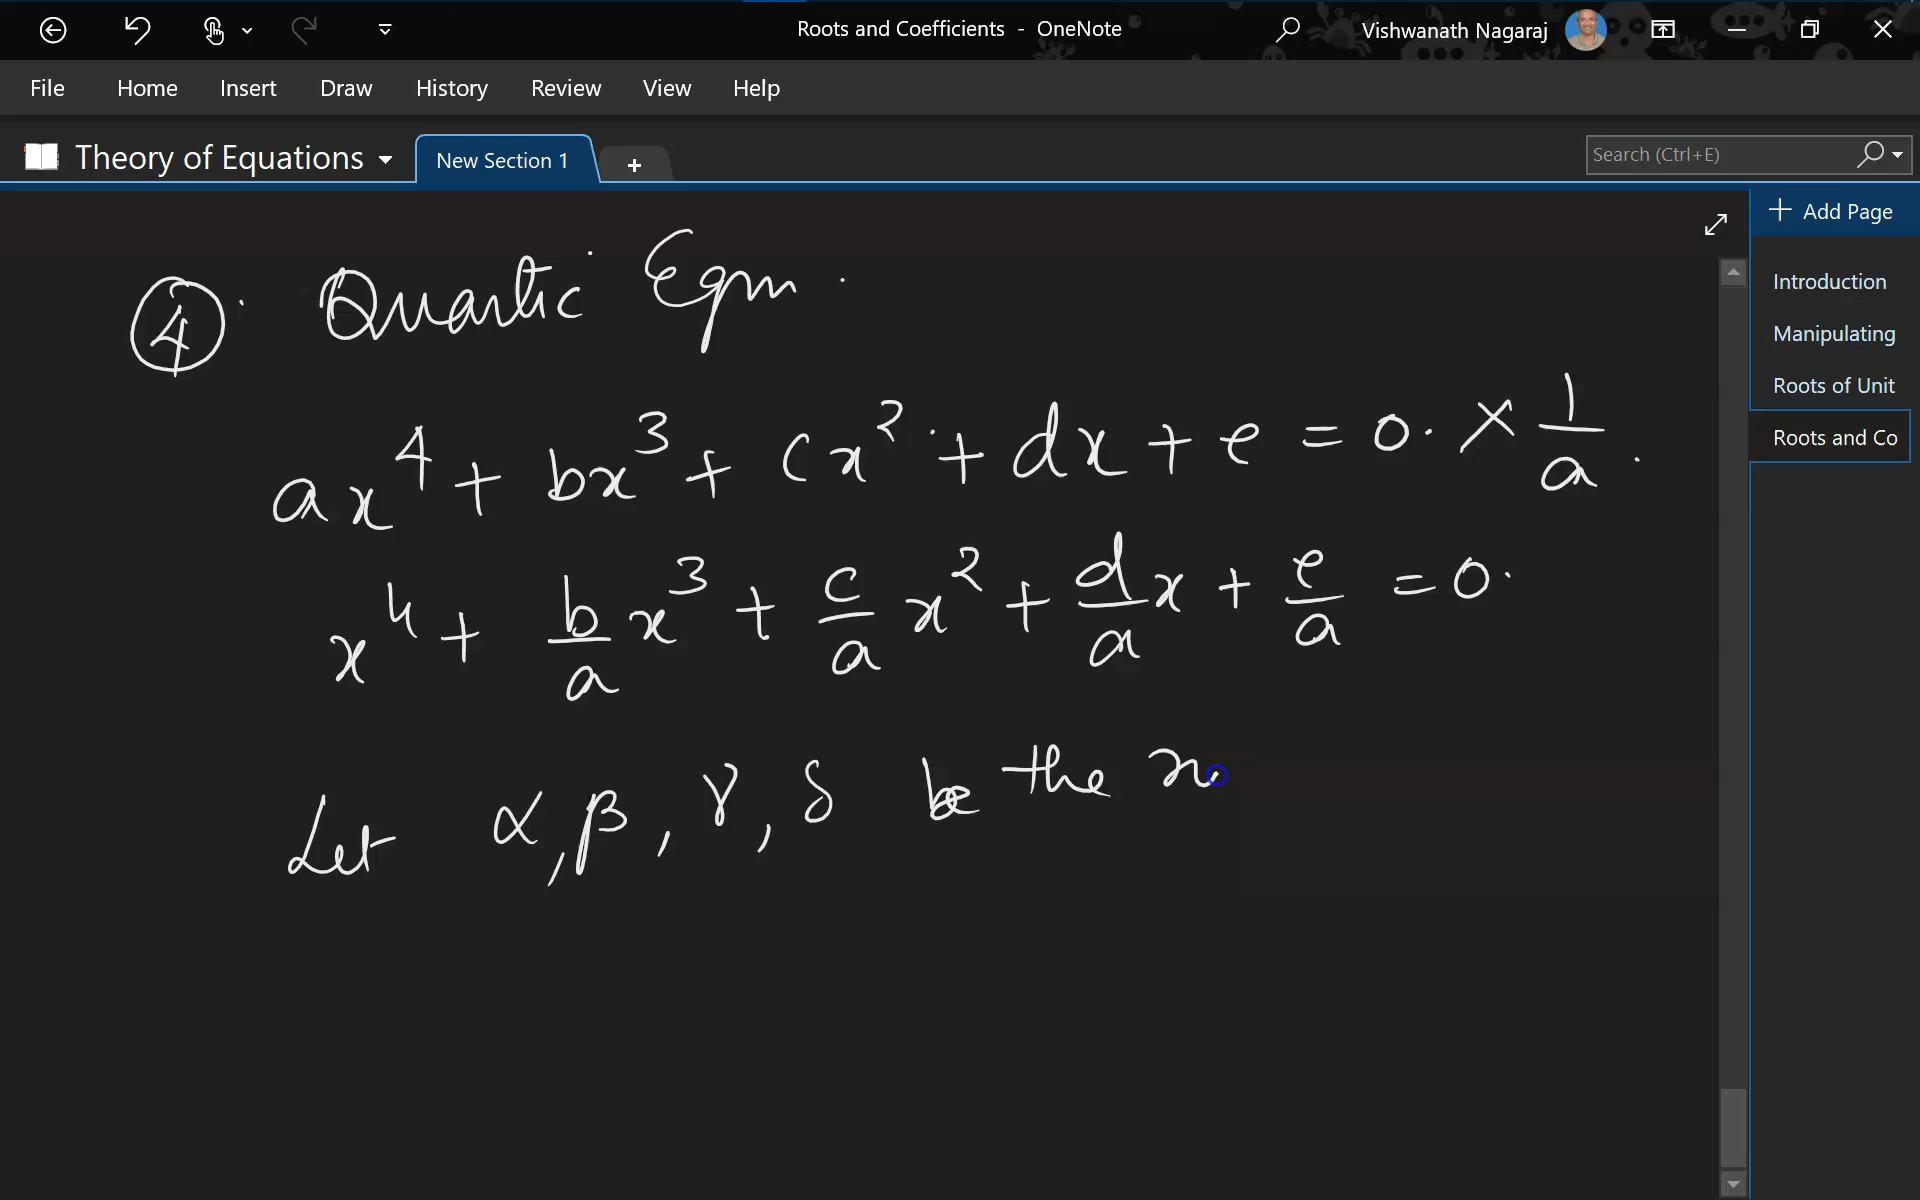 Roots and Coefficients - OneNote
Vishwanath Nagaraj
File Home Insert Draw History Review View Help
Theory of Equations New Section 1 +
Search (Ctrl+E)
+ Add Page
Introduction
Manipulating
Roots of Unit
Roots and Co
④. Quartic Eqn.
ax⁴ + bx³ + cx² + dx + e = 0. × 1/a.
x⁴ + b/a x³ + c/a x² + d/a x + e/a = 0.
Let α, β, γ, δ be the